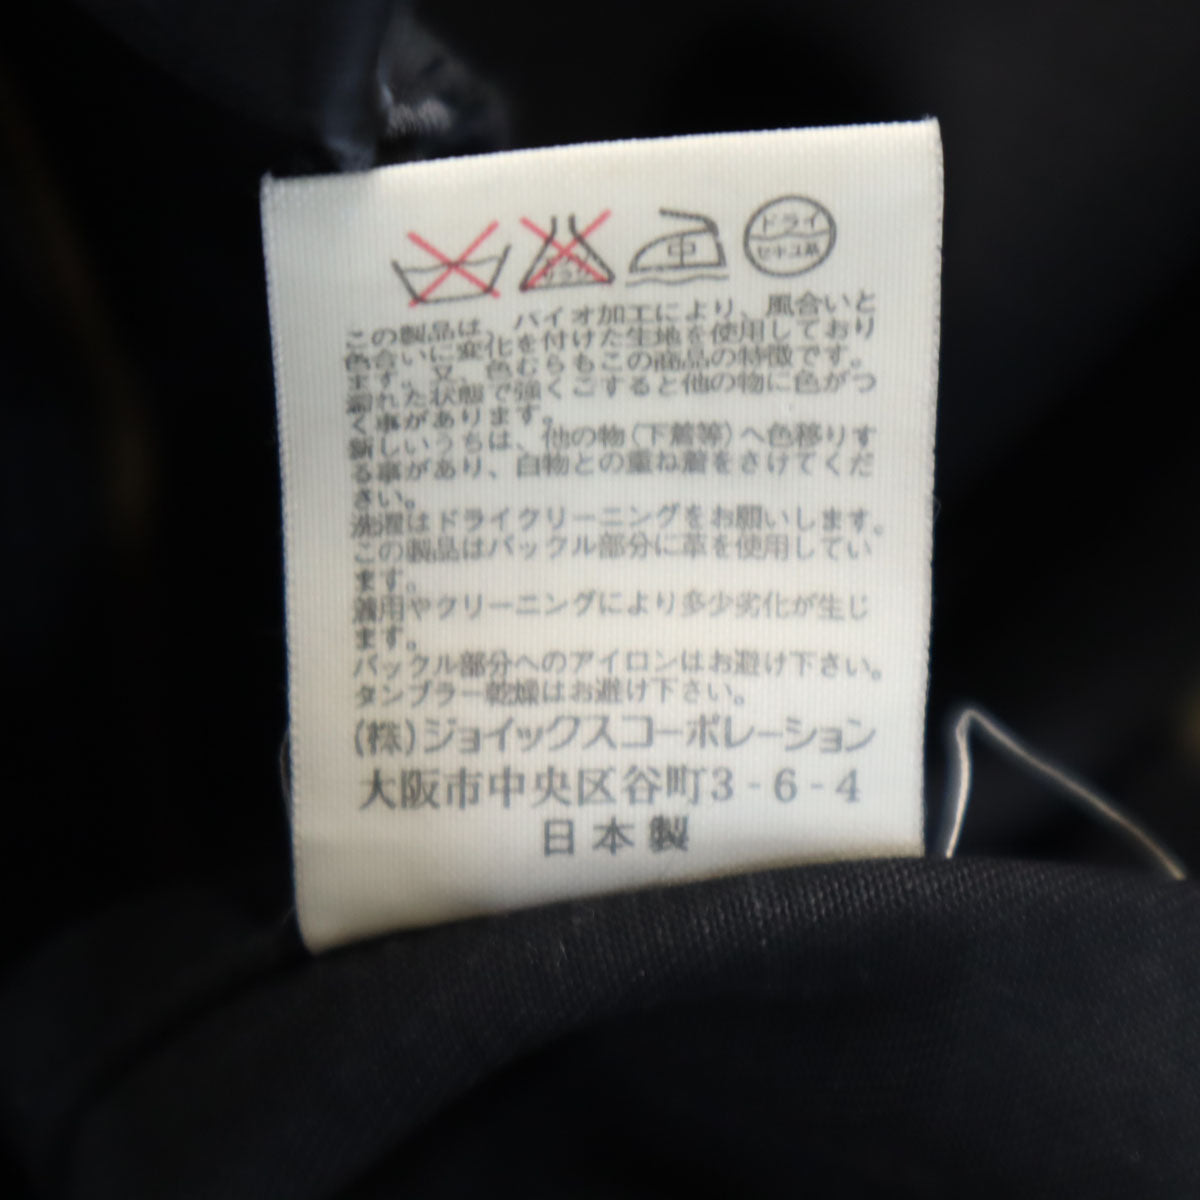 中
ドライ
セキユ系
この製品は、バイオ加工により、風合いと
色合いに変化を付けた生地を使用しており
ます。又、色むらもこの商品の特徴です。
濡れた状態で強くこすると他の物に色がつ
く事があります。
新しいうちは、他の物(下着等)へ色移りす
る事があり、白物との重ね着をさけてくだ
さい。
洗濯はドライクリーニングをお願いします。
この製品はバックル部分に革を使用してい
ます。
着用やクリーニングにより多少劣化が生じ
ます。
バックル部分へのアイロンはお避け下さい。
タンブラー乾燥はお避け下さい。
(株)ジョイックスコーポレーション
大阪市中央区谷町3-6-4
日本製